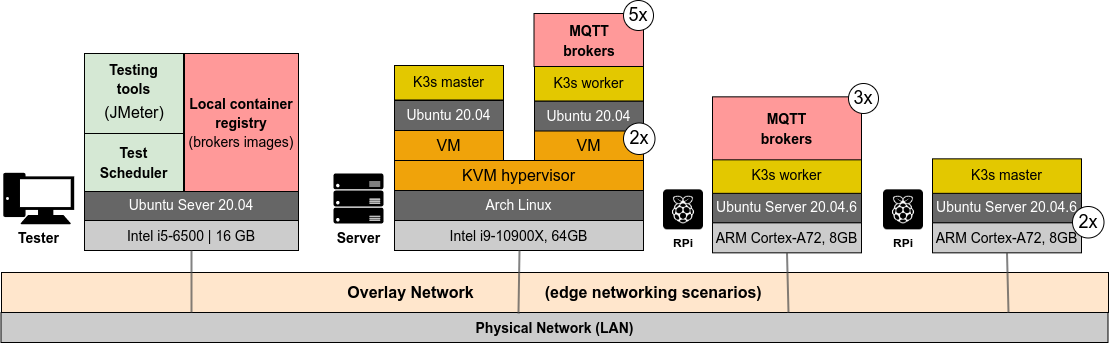 Testing
tools
(JMeter)
Test
Scheduler
Local container
registry
(brokers images)
Ubuntu Sever 20.04
Intel i5-6500 | 16 GB
Tester
K3s master
Ubuntu 20.04
VM
5x
MQTT
brokers
K3s worker
Ubuntu 20.04
VM
2x
KVM hypervisor
Arch Linux
Intel i9-10900X, 64GB
Server
3x
MQTT
brokers
K3s worker
Ubuntu Server 20.04.6
ARM Cortex-A72, 8GB
RPi
K3s master
Ubuntu Server 20.04.6
ARM Cortex-A72, 8GB
2x
RPi
Overlay Network (edge networking scenarios)
Physical Network (LAN)